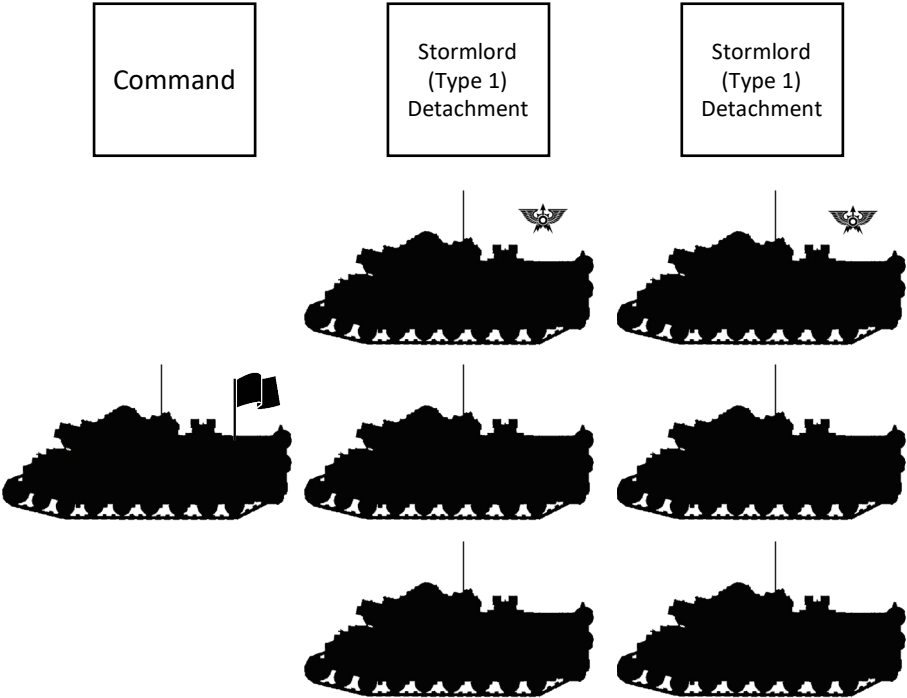 Command
Stormlord
(Type 1)
Detachment
Stormlord
(Type 1)
Detachment